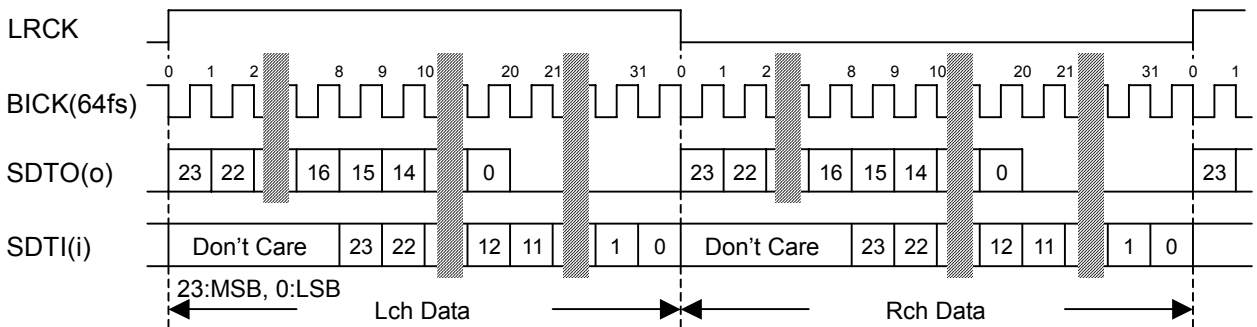 LRCK
0 1 2 8 9 10 20 21 31 0 1 2 8 9 10 20 21 31 0 1
BICK(64fs)
SDTO(o) 23 22 16 15 14 0 23 22 16 15 14 0 23
SDTI(i) Don't Care 23 22 12 11 1 0 Don't Care 23 22 12 11 1 0
23:MSB, 0:LSB
Lch Data Rch Data